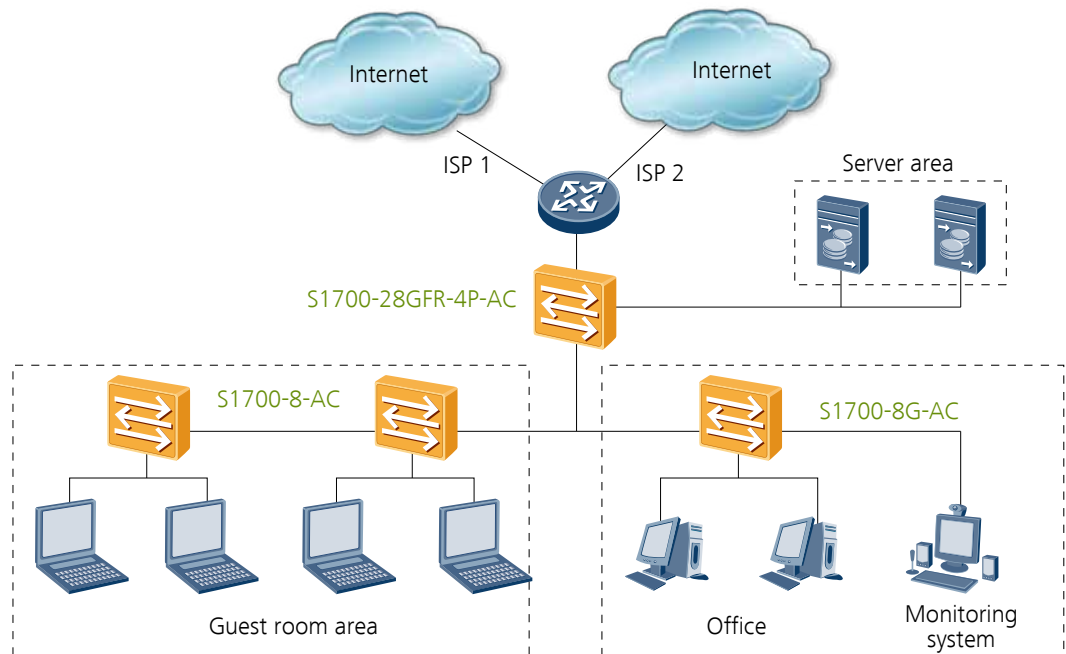 Internet
Internet
ISP 1
ISP 2
Server area
S1700-28GFR-4P-AC
S1700-8-AC
S1700-8G-AC
Guest room area
Office
Monitoring
system